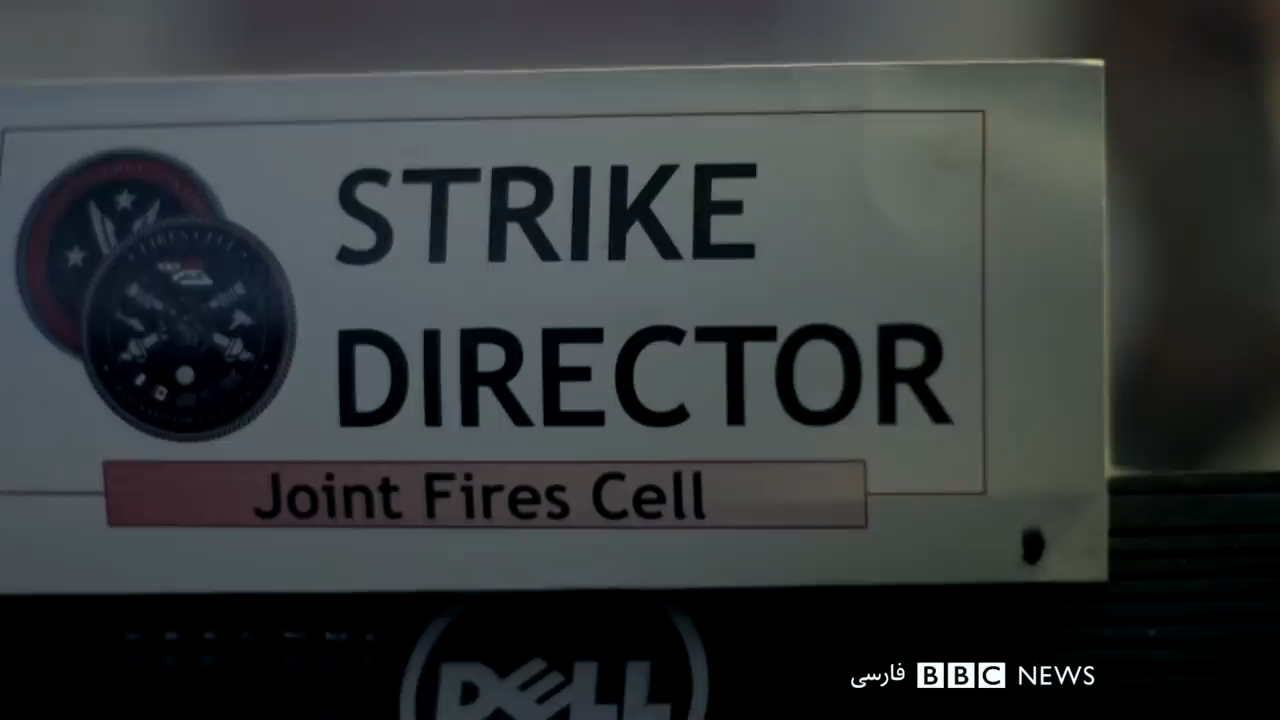 STRIKE
DIRECTOR
Joint Fires Cell
DELL
فارسی BBC NEWS